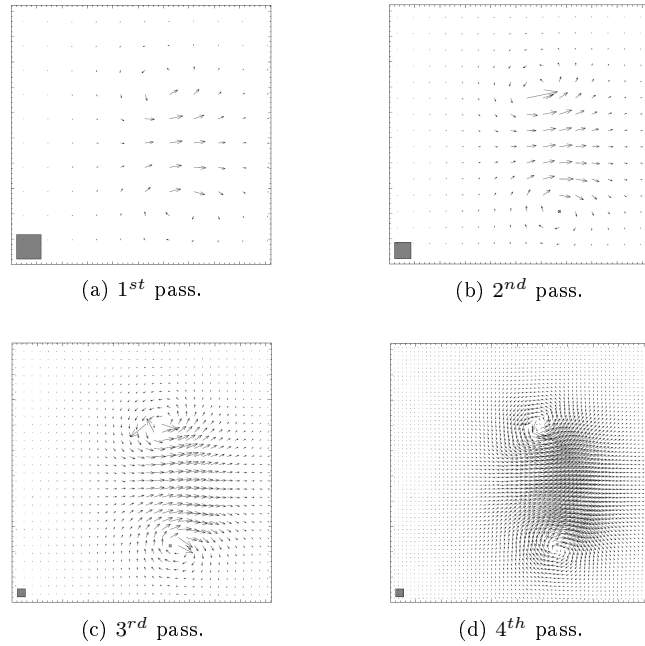 (a) 1st pass.
(b) 2nd pass.
(c) 3rd pass.
(d) 4th pass.